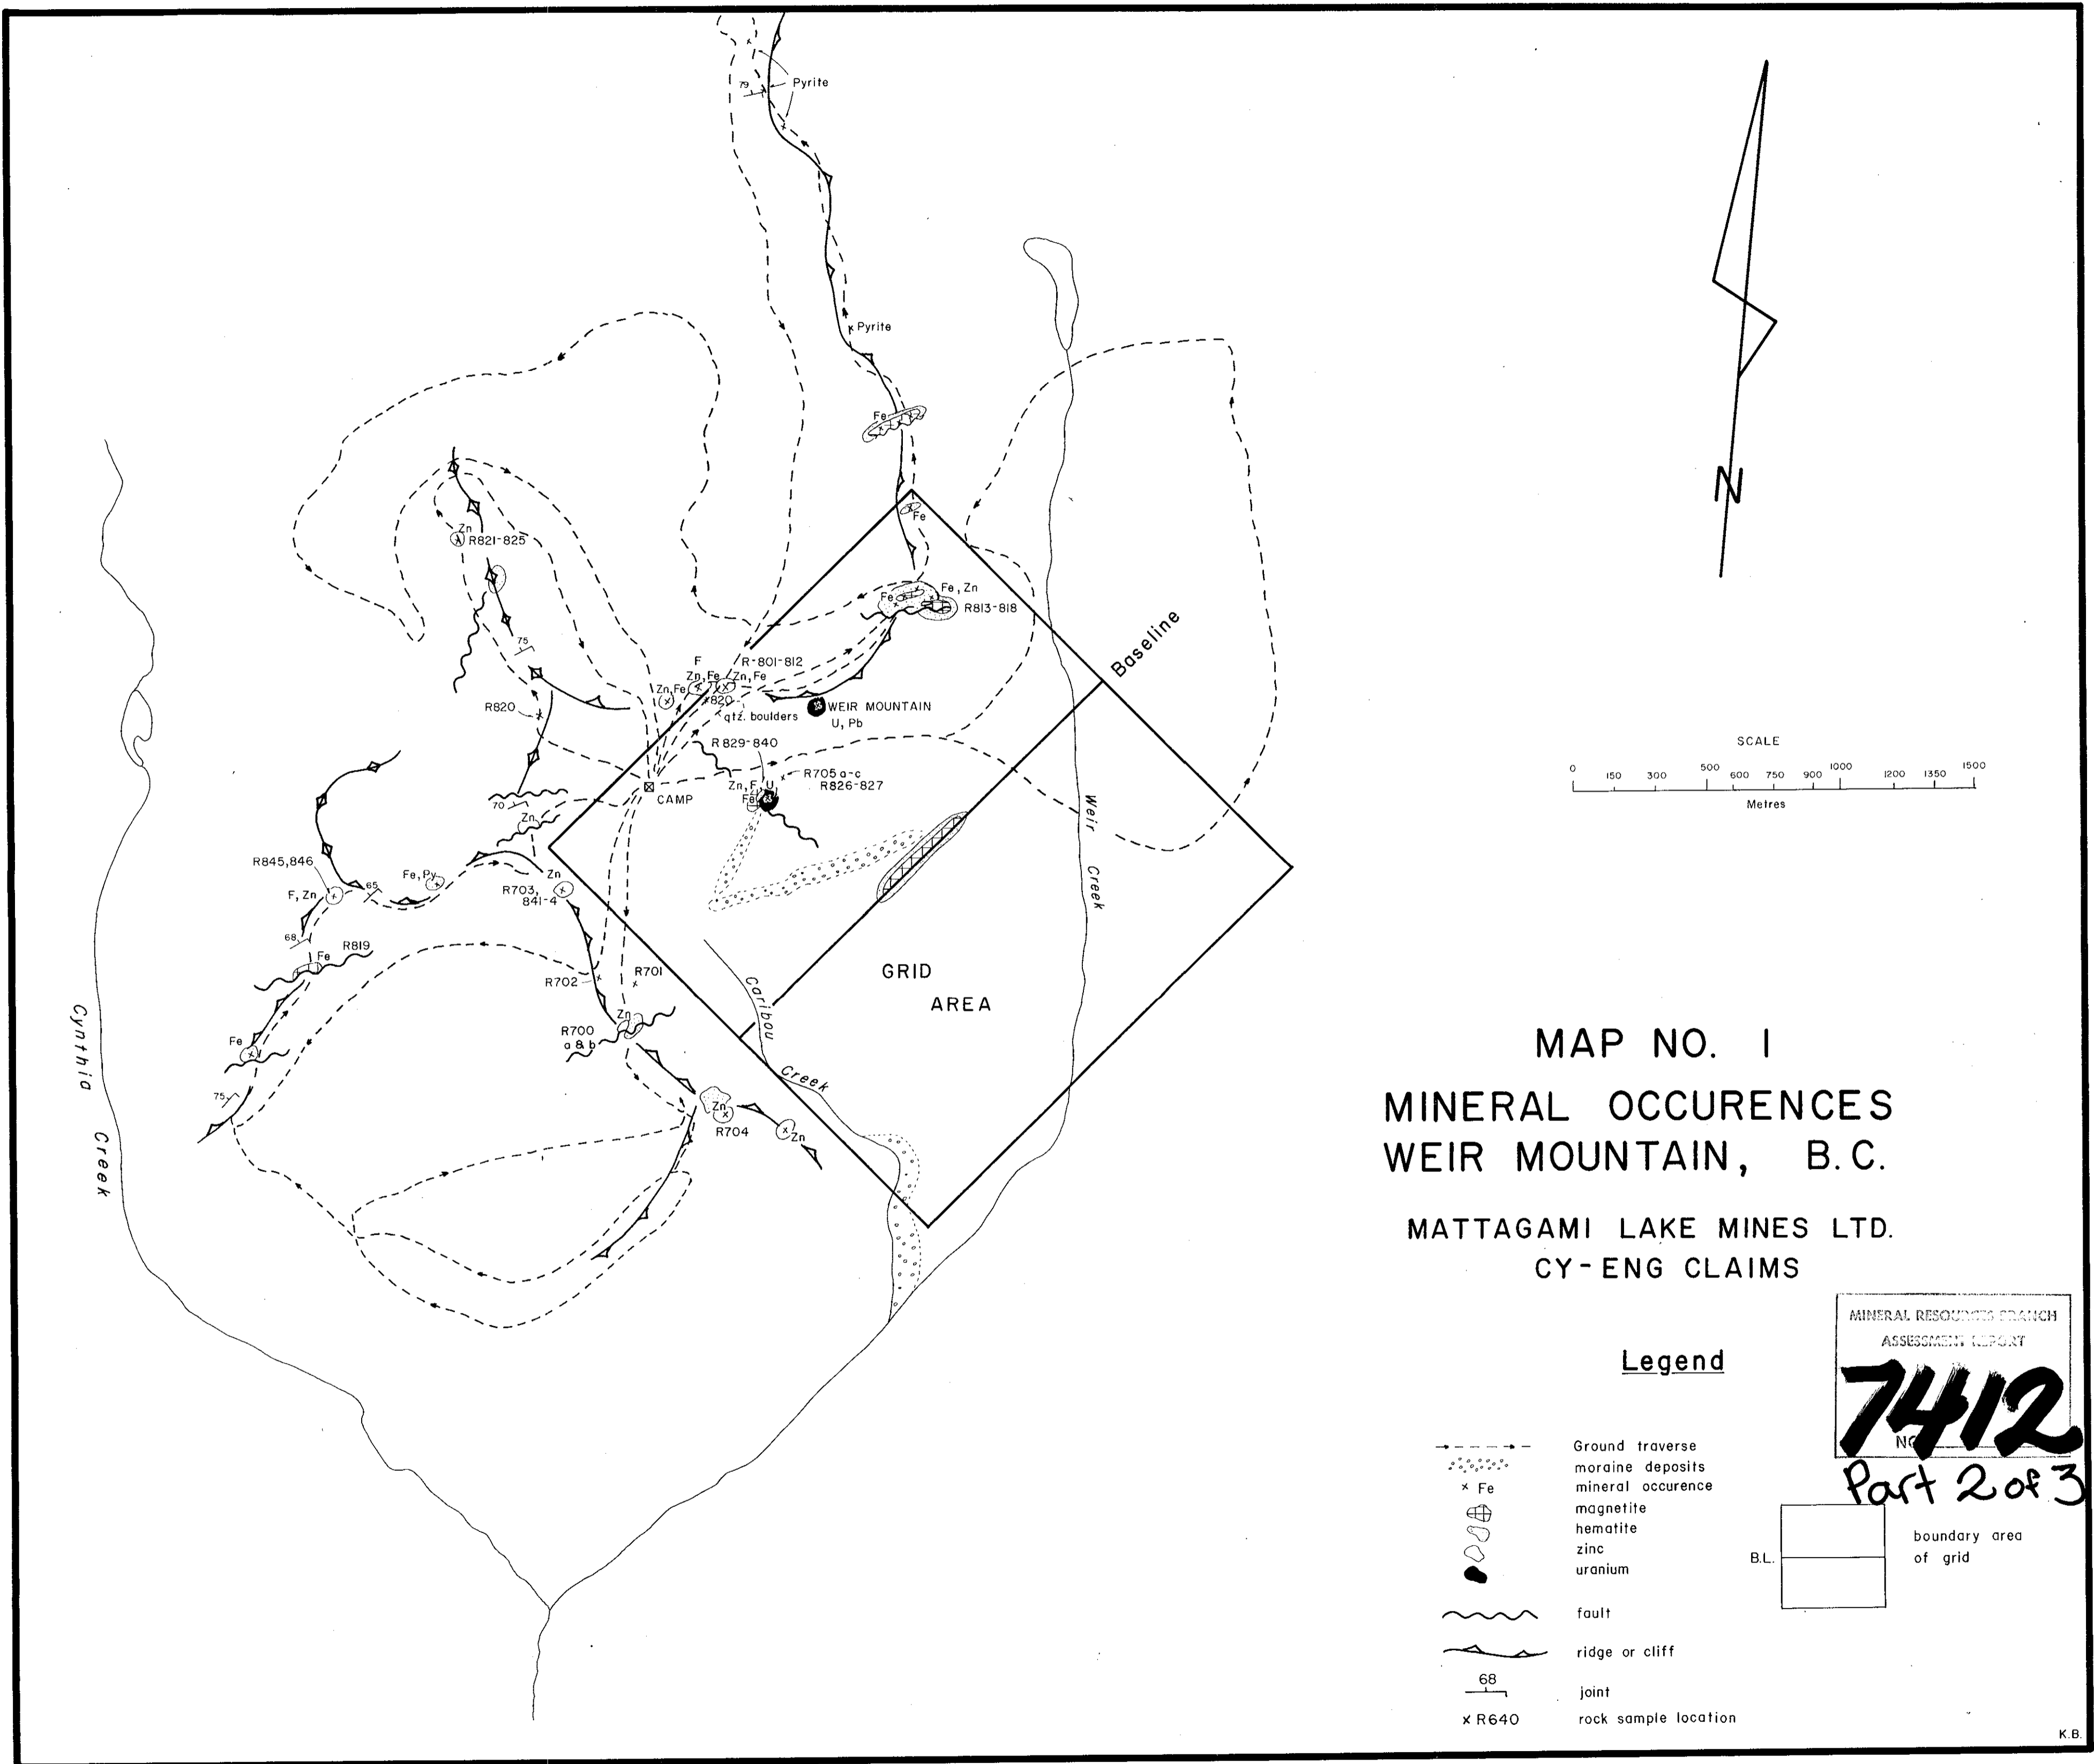 Pyrite
79
Pyrite
Fe
Fe
Zn
R821-825
Fe, Zn
Fe
R813-818
Baseline
75
F
R-801-812
Zn, Fe
Zn, Fe
Zn, Fe
820
qtz. boulders
R820
WEIR MOUNTAIN
U, Pb
R829-840
R705 a-c
R826-827
Zn, F, U
Fe
CAMP
70
Zn
Weir Creek
R845,846
F, Zn
65
Fe, Py
Zn
R703,
841-4
68
R819
Fe
R702
R701
Zn
R700
a & b
Fe
75
Zn
R704
Zn
Caribou
Creek
GRID
AREA
Cynthia Creek
N
SCALE
0 150 300 500 600 750 900 1000 1200 1350 1500
Metres
MAP NO. 1
MINERAL OCCURENCES
WEIR MOUNTAIN, B.C.
MATTAGAMI LAKE MINES LTD.
CY-ENG CLAIMS
MINERAL RESOURCES BRANCH
ASSESSMENT REPORT
7412
NO
Part 2 of 3
Legend
Ground traverse
moraine deposits
x Fe mineral occurence
magnetite
hematite
zinc
uranium
fault
ridge or cliff
68
joint
x R640 rock sample location
B.L.
boundary area
of grid
K.B.